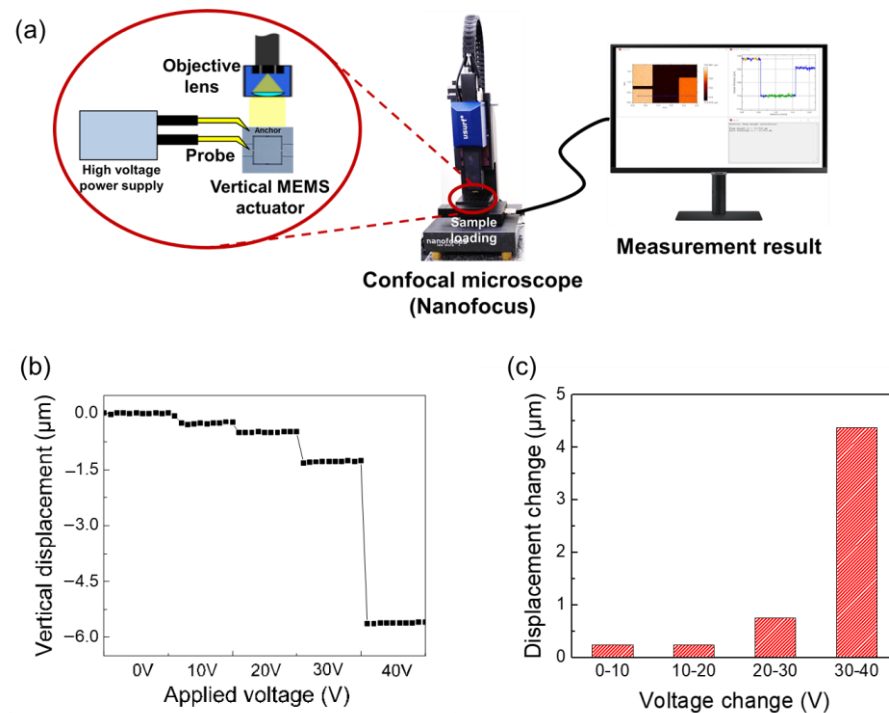 (a)
Objective
lens
Anchor
Probe
High voltage
power supply
Vertical MEMS
actuator
usurf
Sample
loading
nanofocus
Confocal microscope
(Nanofocus)
Measurement result
(b)
Vertical displacement (μm)
0.0
−1.5
−3.0
−4.5
−6.0
0V 10V 20V 30V 40V
Applied voltage (V)
(c)
Displacement change (μm)
5
4
3
2
1
0
0-10 10-20 20-30 30-40
Voltage change (V)